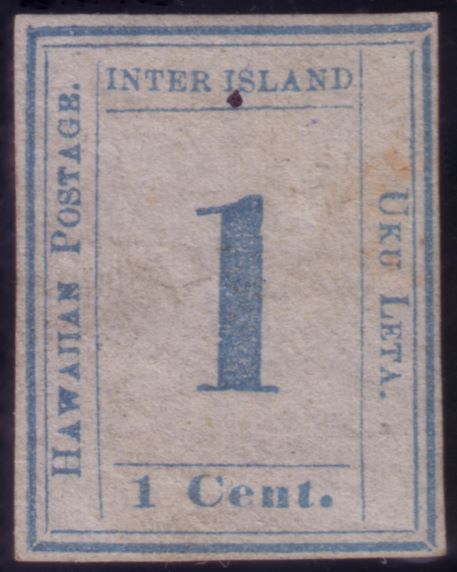 INTER ISLAND
HAWAIIAN POSTAGE.
1
UKU LETA.
1 Cent.